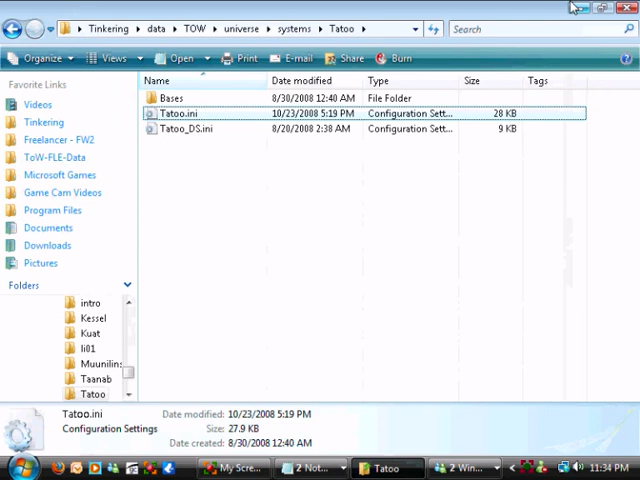 Tinkering ▸ data ▸ TOW ▸ universe ▸ systems ▸ Tatoo ▸
Search
Organize Views Open Print E-mail Share Burn
Favorite Links
Videos
Tinkering
Freelancer - FW2
ToW-FLE-Data
Microsoft Games
Game Cam Videos
Program Files
Documents
Downloads
Pictures
Folders
intro
Kessel
Kuat
li01
Muunilins
Taanab
Tatoo
Name Date modified Type Size Tags
Bases 8/30/2008 12:40 AM File Folder
Tatoo.ini 10/23/2008 5:19 PM Configuration Sett... 28 KB
Tatoo_DS.ini 8/20/2008 2:38 AM Configuration Sett... 9 KB
Tatoo.ini Date modified: 10/23/2008 5:19 PM
Configuration Settings Size: 27.9 KB
Date created: 8/30/2008 12:40 AM
My Scre... 2 Not... Tatoo 2 Win... 11:34 PM